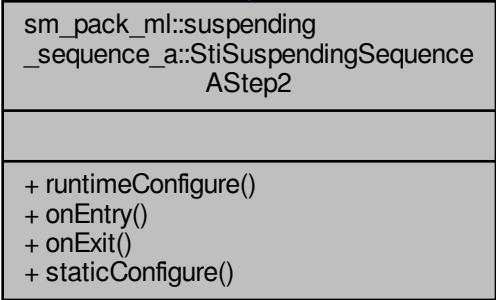 sm_pack_ml::suspending
_sequence_a::StiSuspendingSequence
AStep2
+ runtimeConfigure()
+ onEntry()
+ onExit()
+ staticConfigure()